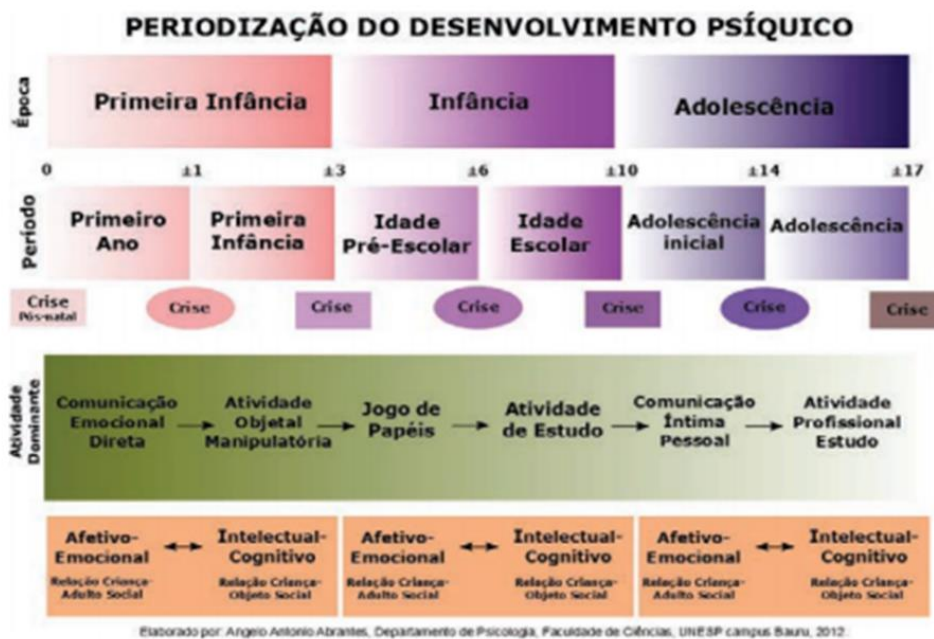 PERIODIZAÇÃO DO DESENVOLVIMENTO PSÍQUICO
Época
Primeira Infância
Infância
Adolescência
0 ±1 ±3 ±6 ±10 ±14 ±17
Período
Primeiro
Ano
Primeira
Infância
Idade
Pré-Escolar
Idade
Escolar
Adolescência
inicial
Adolescência
Crise
Pós-natal
Crise
Crise
Crise
Crise
Crise
Crise
Atividade
Dominante
Comunicação
Emocional
Direta
Atividade
Objetal
Manipulatória
Jogo de
Papéis
Atividade
de Estudo
Comunicação
Íntima
Pessoal
Atividade
Profissional
Estudo
Afetivo-
Emocional
Relação Criança-
Adulto Social
Intelectual-
Cognitivo
Relação Criança-
Objeto Social
Afetivo-
Emocional
Relação Criança-
Adulto Social
Intelectual-
Cognitivo
Relação Criança-
Objeto Social
Afetivo-
Emocional
Relação Criança-
Adulto Social
Intelectual-
Cognitivo
Relação Criança-
Objeto Social
Elaborado por: Angelo Antonio Abrantes, Departamento de Psicologia, Faculdade de Ciências, UNESP campus Bauru, 2012.